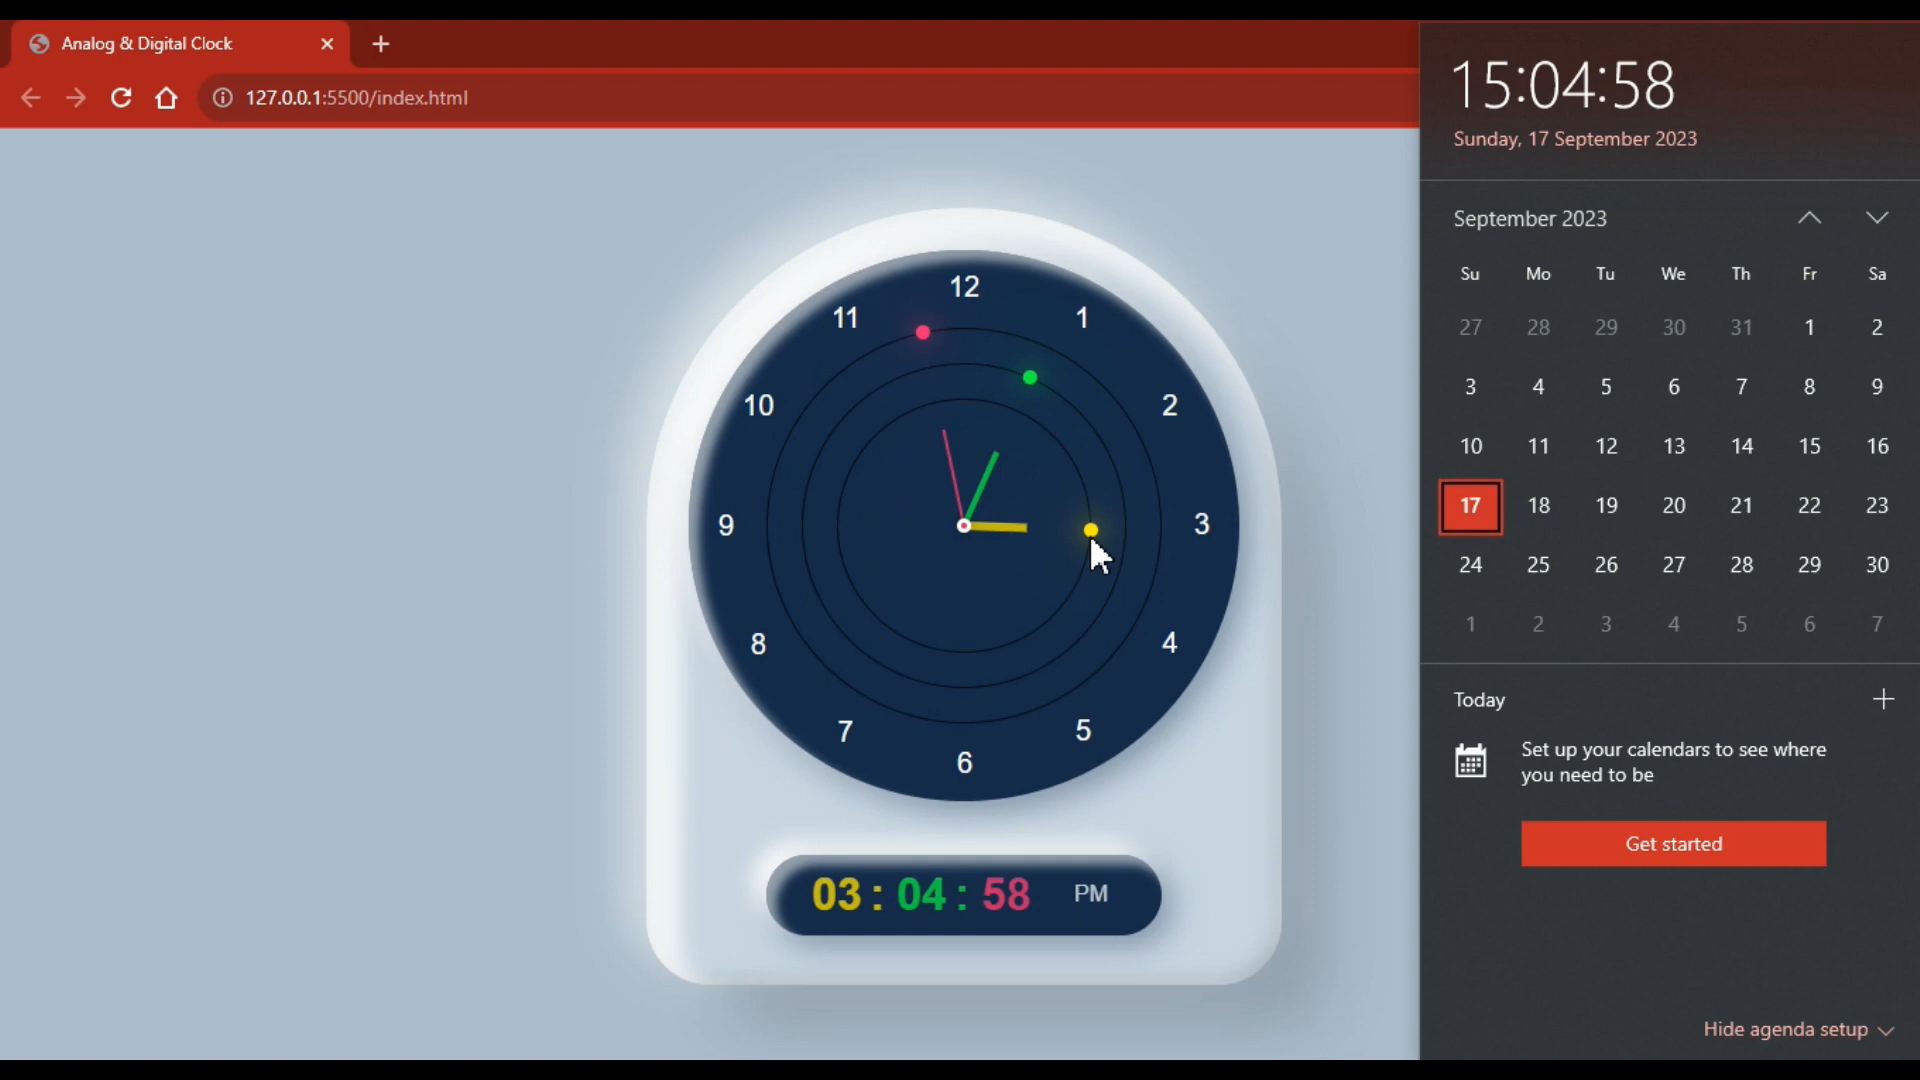 Analog & Digital Clock
127.0.0.1:5500/index.html
12
11
1
10
2
9
3
8
4
7
5
6
03 : 04 : 58 PM
15:04:58
Sunday, 17 September 2023
September 2023
Su Mo Tu We Th Fr Sa
27 28 29 30 31 1 2
3 4 5 6 7 8 9
10 11 12 13 14 15 16
17 18 19 20 21 22 23
24 25 26 27 28 29 30
1 2 3 4 5 6 7
Today
Set up your calendars to see where
you need to be
Get started
Hide agenda setup